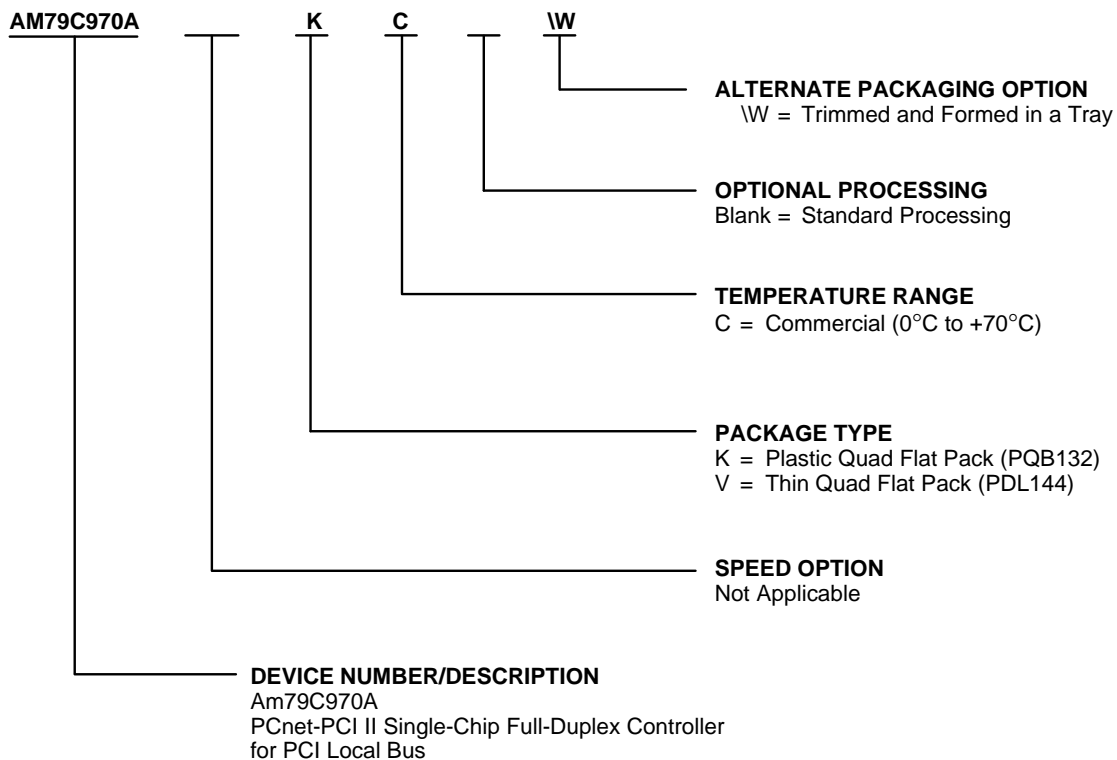 AM79C970A K C \W
ALTERNATE PACKAGING OPTION
\W = Trimmed and Formed in a Tray
OPTIONAL PROCESSING
Blank = Standard Processing
TEMPERATURE RANGE
C = Commercial (0°C to +70°C)
PACKAGE TYPE
K = Plastic Quad Flat Pack (PQB132)
V = Thin Quad Flat Pack (PDL144)
SPEED OPTION
Not Applicable
DEVICE NUMBER/DESCRIPTION
Am79C970A
PCnet-PCI II Single-Chip Full-Duplex Controller
for PCI Local Bus